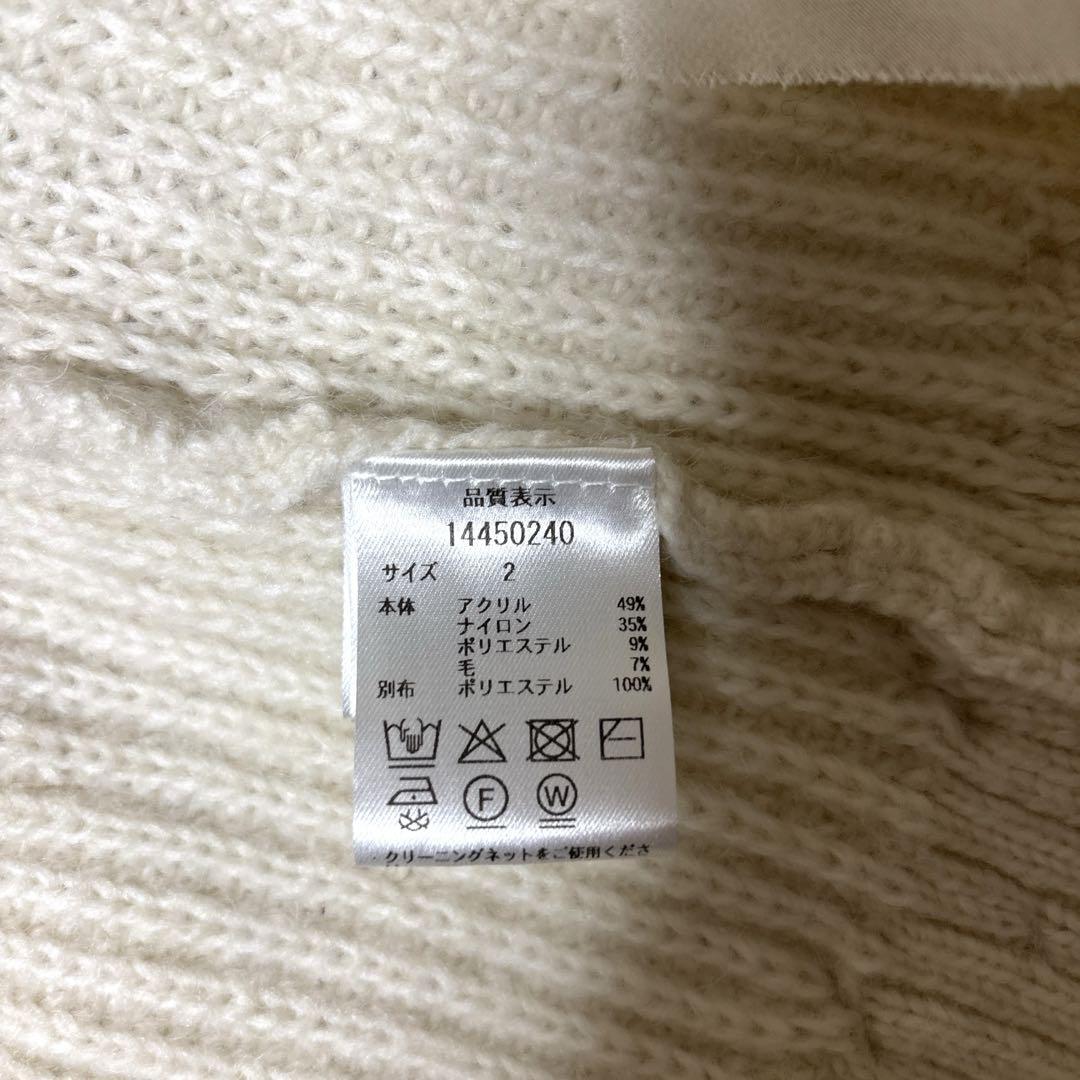 品質表示
14450240
サイズ 2
本体 アクリル 49%
ナイロン 35%
ポリエステル 9%
毛 7%
別布 ポリエステル 100%
F W
・クリーニングネットをご使用くださ